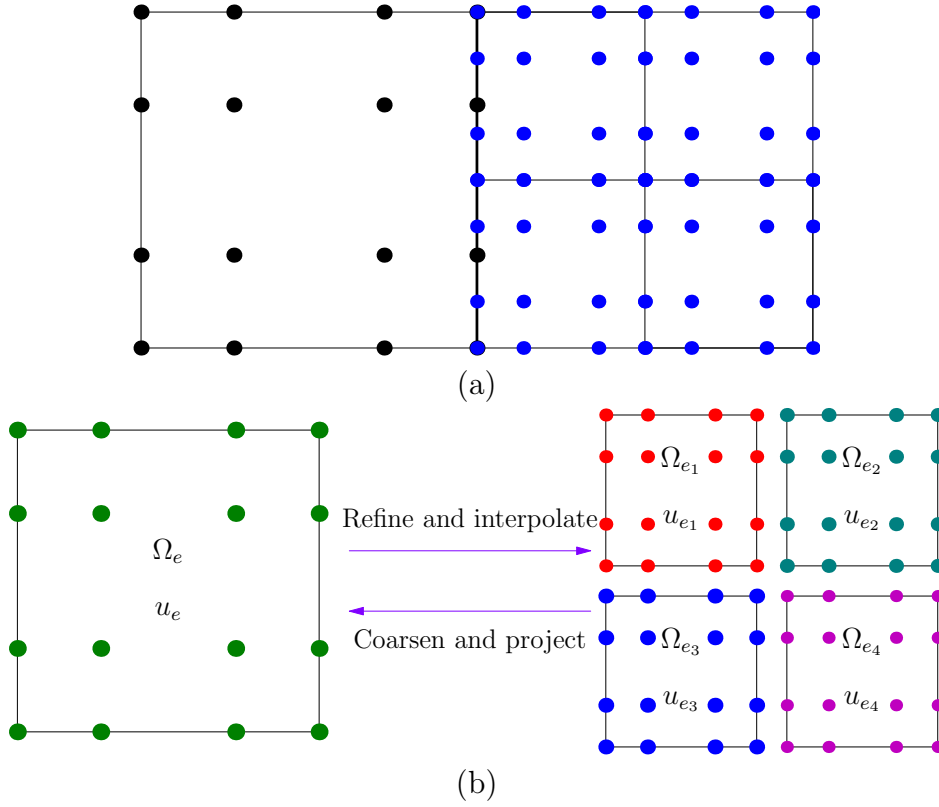 (a)
Refine and interpolate
Coarsen and project
Ωₑ
uₑ
Ωₑ₁
uₑ₁
Ωₑ₂
uₑ₂
Ωₑ₃
uₑ₃
Ωₑ₄
uₑ₄
(b)